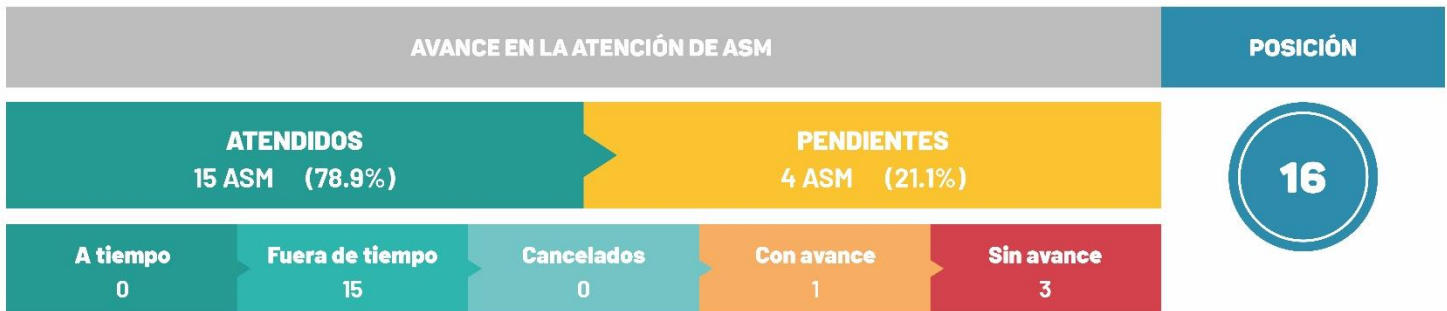 AVANCE EN LA ATENCIÓN DE ASM
POSICIÓN
ATENDIDOS
15 ASM (78.9%)
PENDIENTES
4 ASM (21.1%)
16
A tiempo
0
Fuera de tiempo
15
Cancelados
0
Con avance
1
Sin avance
3